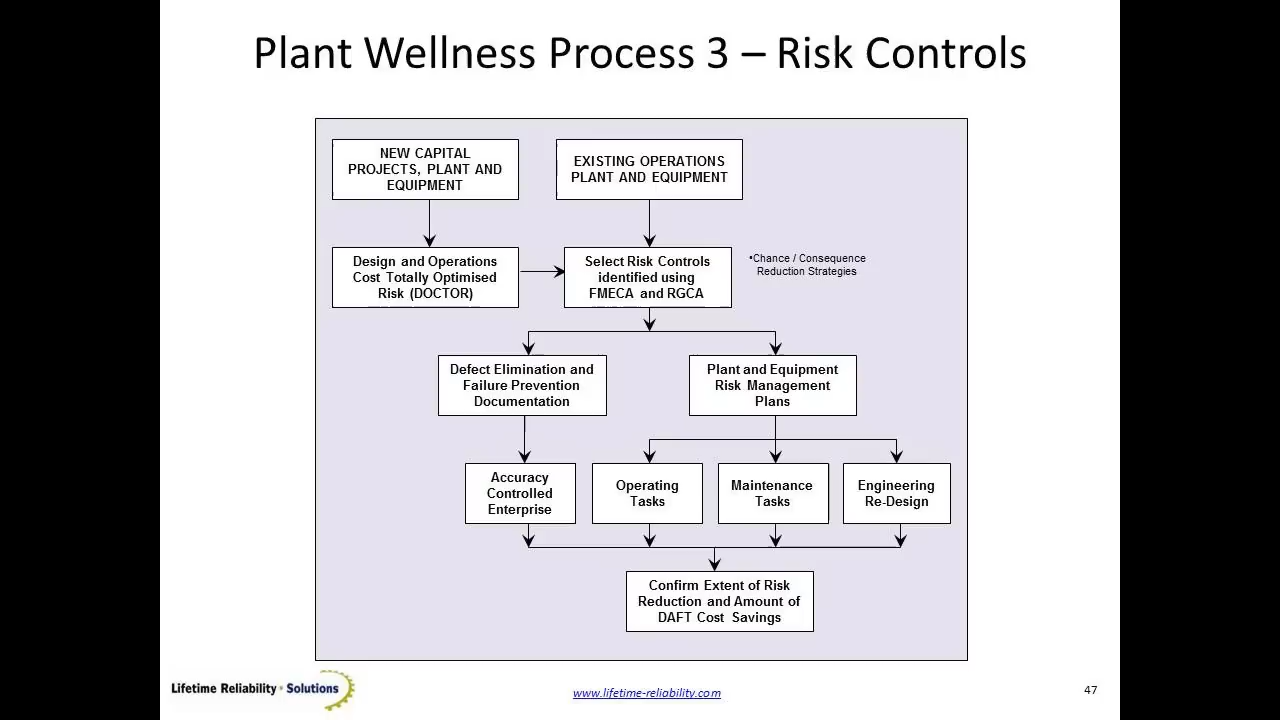 Plant Wellness Process 3 – Risk Controls
NEW CAPITAL
PROJECTS, PLANT AND
EQUIPMENT
EXISTING OPERATIONS
PLANT AND EQUIPMENT
Design and Operations
Cost Totally Optimised
Risk (DOCTOR)
Select Risk Controls
identified using
FMECA and RGCA
•Chance / Consequence
Reduction Strategies
Defect Elimination and
Failure Prevention
Documentation
Plant and Equipment
Risk Management
Plans
Accuracy
Controlled
Enterprise
Operating
Tasks
Maintenance
Tasks
Engineering
Re-Design
Confirm Extent of Risk
Reduction and Amount of
DAFT Cost Savings
Lifetime Reliability • Solutions
www.lifetime-reliability.com
47